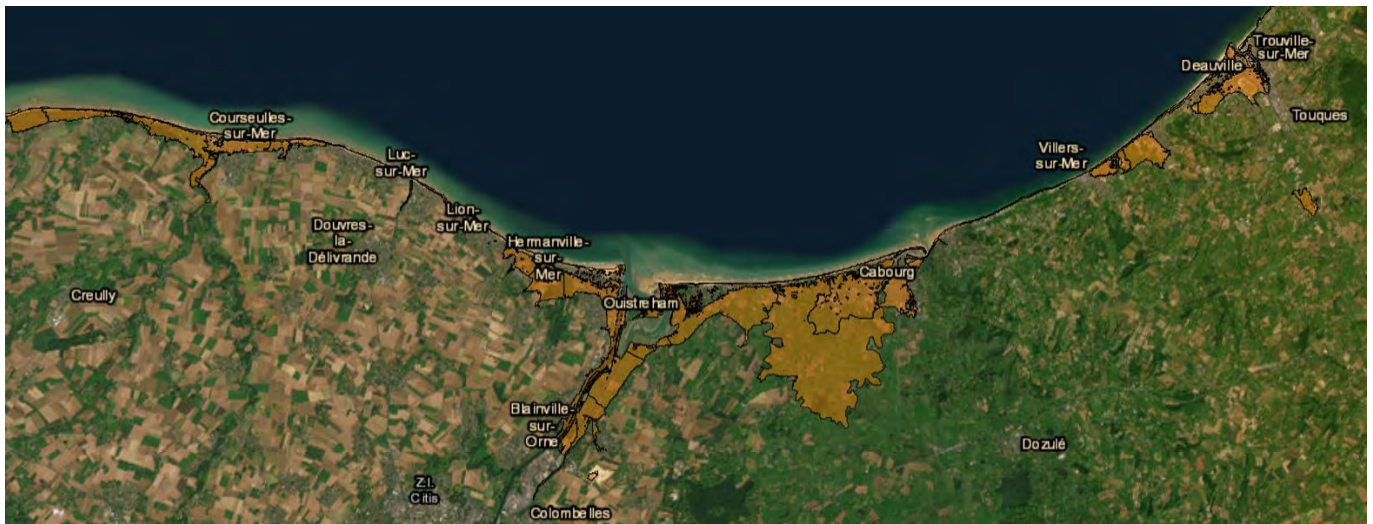 Trouville-
sur-Mer
Deauville
Touques
Courseulles-
sur-Mer
Villers-
sur-Mer
Luc-
sur-Mer
Lion-
sur-Mer
Douvres-
la-
Délivrande
Hermanville-
sur-
Mer
Cabourg
Creully
Ouistreham
Blainville-
sur-
Orne
Dozulé
Z.I.
Citis
Colombelles